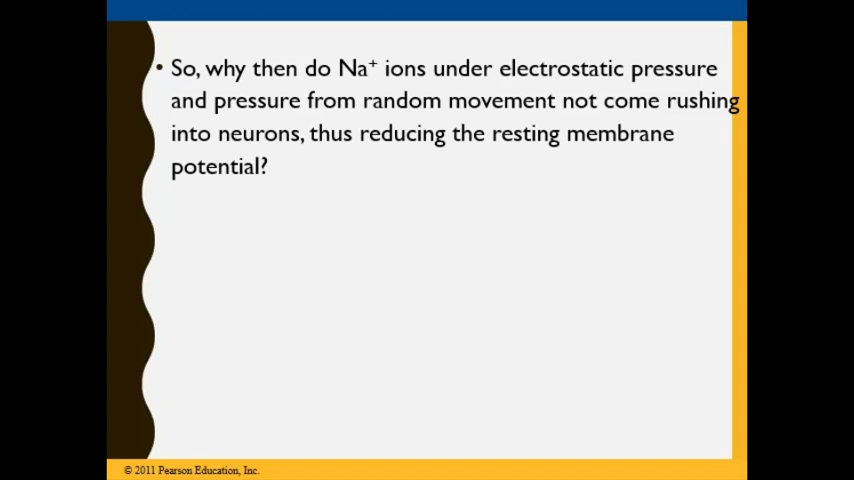 • So, why then do Na⁺ ions under electrostatic pressure
and pressure from random movement not come rushing
into neurons, thus reducing the resting membrane
potential?
© 2011 Pearson Education, Inc.